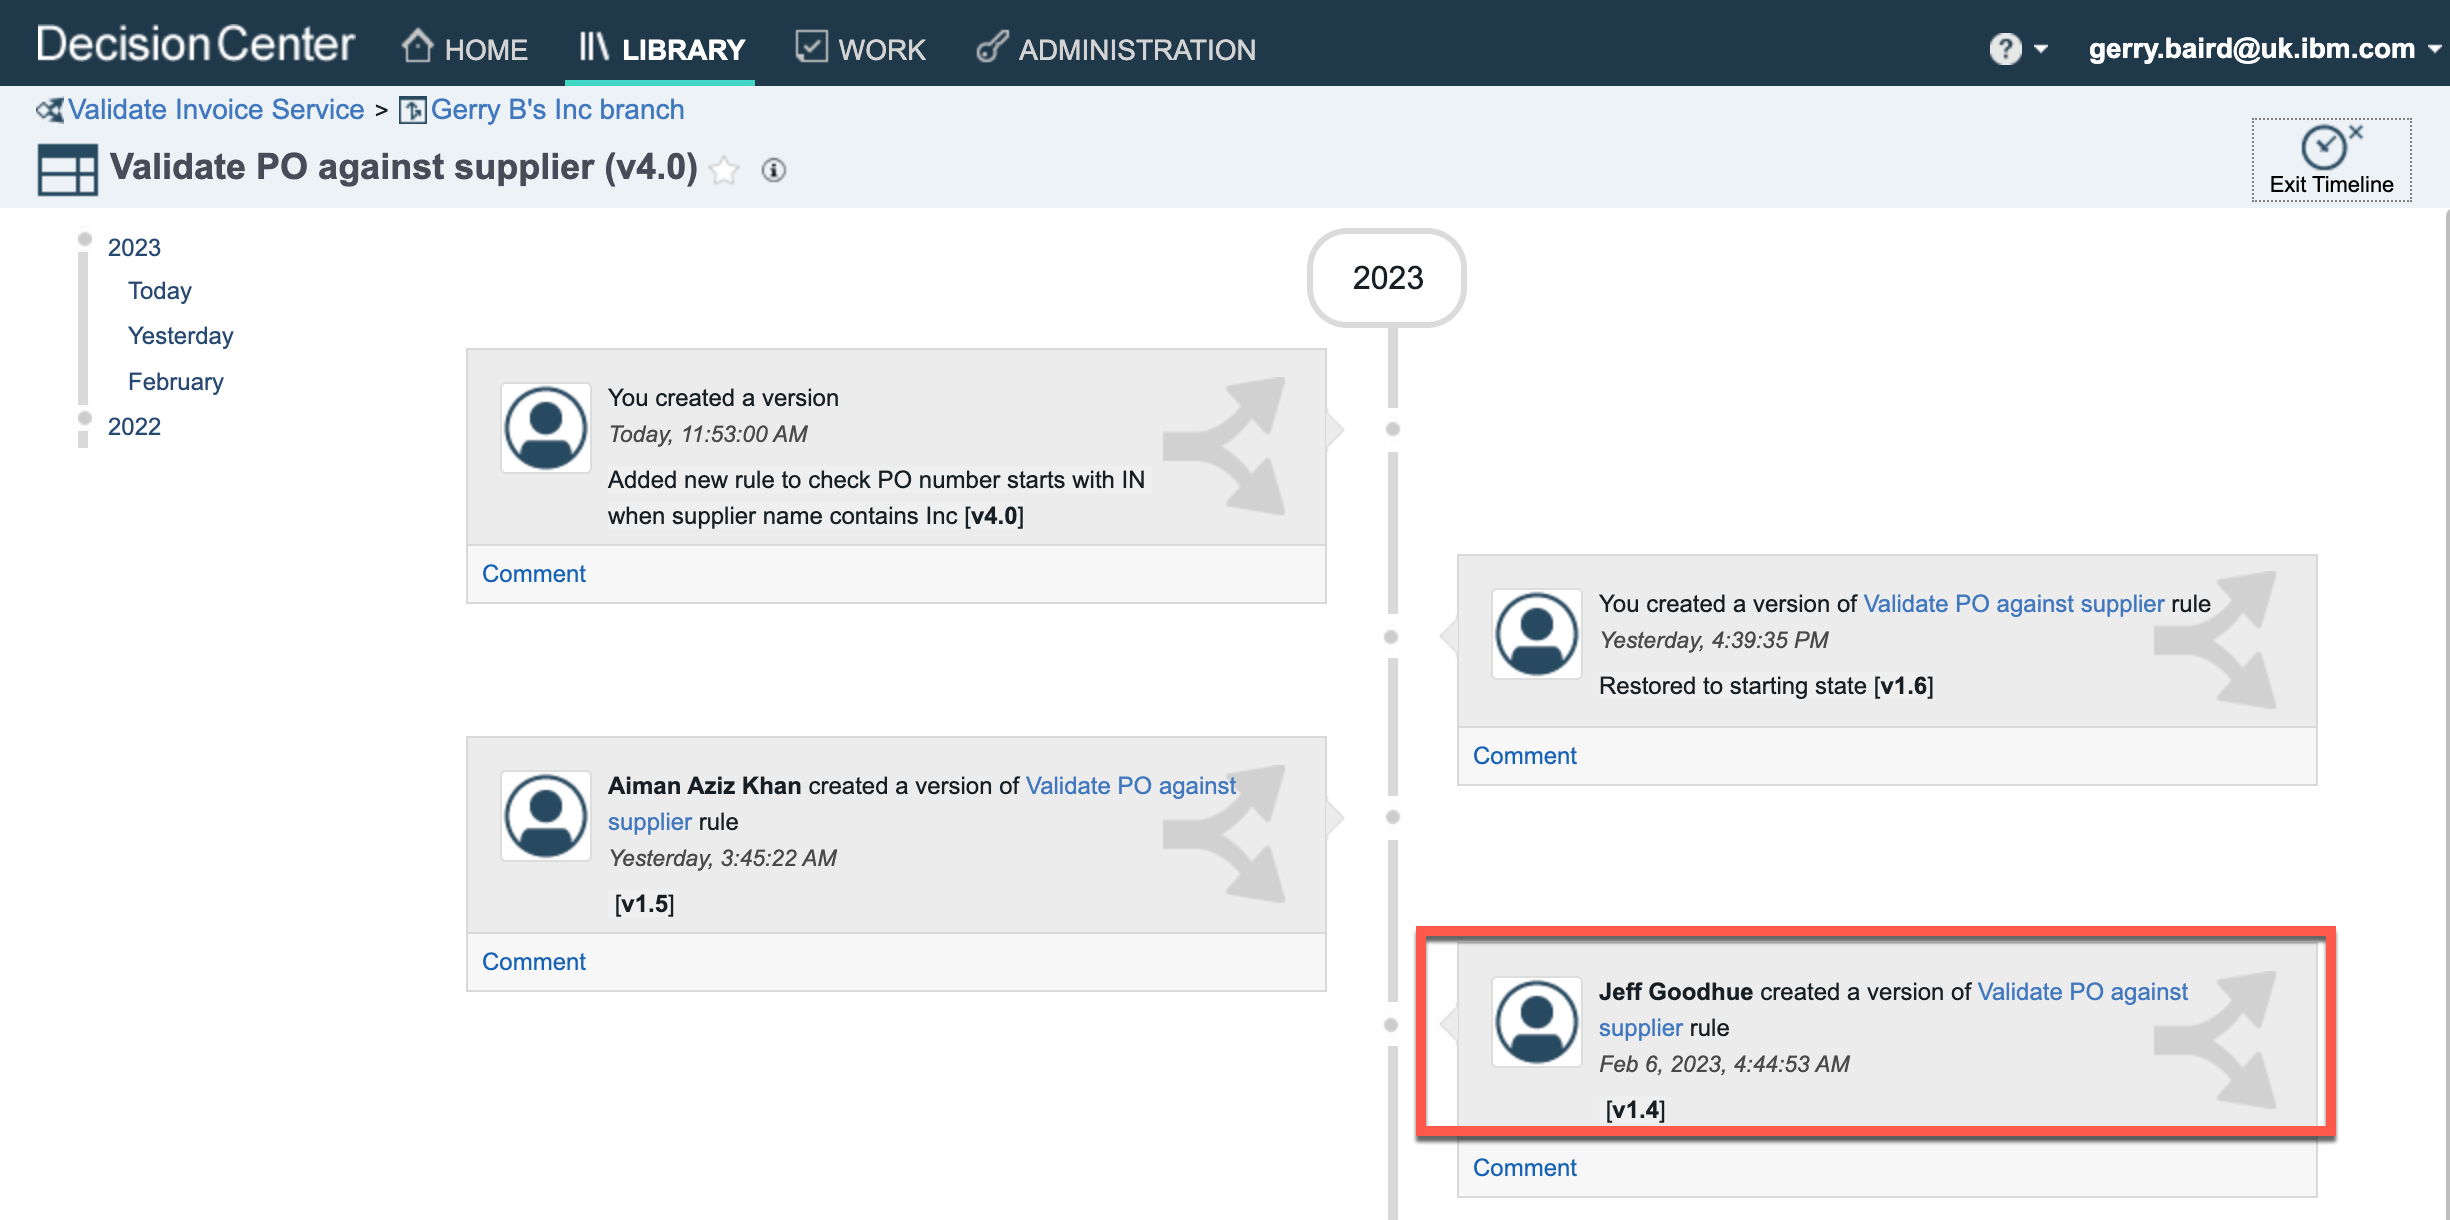 Decision Center
HOME
LIBRARY
WORK
ADMINISTRATION
?
gerry.baird@uk.ibm.com
Validate Invoice Service > Gerry B's Inc branch
Validate PO against supplier (v4.0)
Exit Timeline
2023
Today
Yesterday
February
2022
2023
You created a version
Today, 11:53:00 AM
Added new rule to check PO number starts with IN
when supplier name contains Inc [v4.0]
Comment
You created a version of Validate PO against supplier rule
Yesterday, 4:39:35 PM
Restored to starting state [v1.6]
Comment
Aiman Aziz Khan created a version of Validate PO against
supplier rule
Yesterday, 3:45:22 AM
[v1.5]
Comment
Jeff Goodhue created a version of Validate PO against
supplier rule
Feb 6, 2023, 4:44:53 AM
[v1.4]
Comment